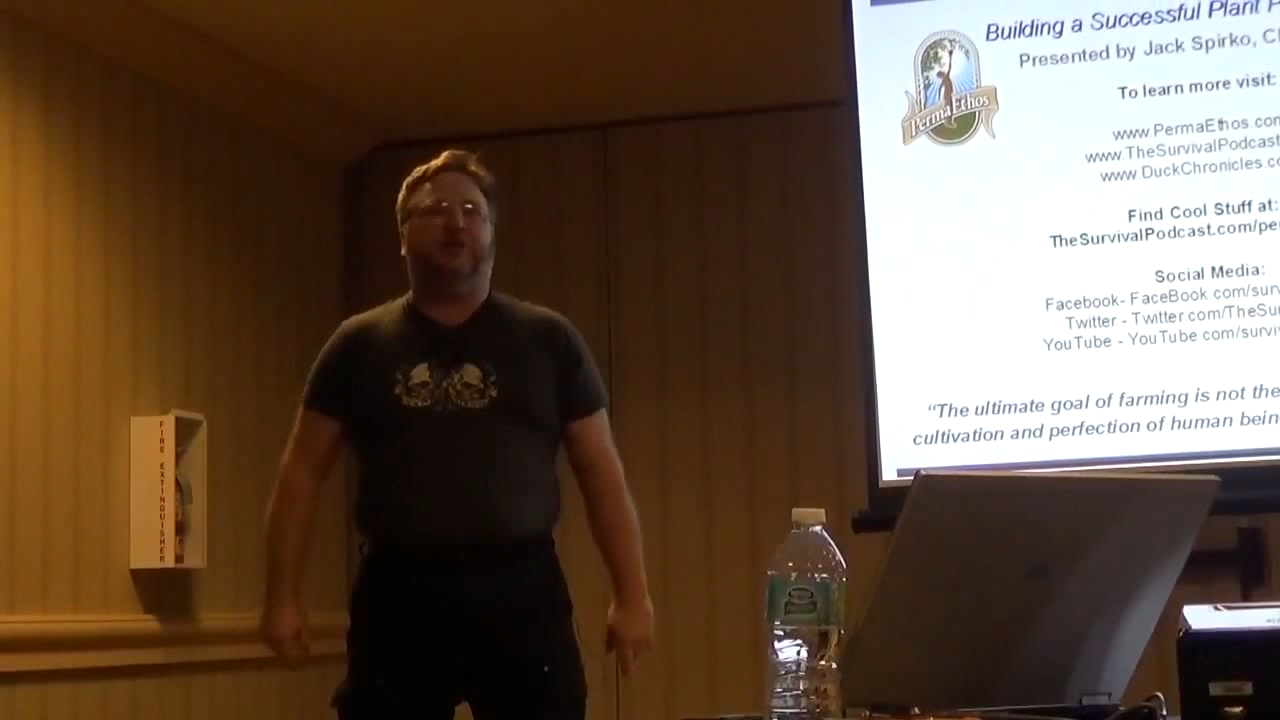 Building a Successful Plant P
Presented by Jack Spirko, C
To learn more visit:
www.PermaEthos.com
www.TheSurvivalPodcast
www.DuckChronicles.co
Find Cool Stuff at:
TheSurvivalPodcast.com/pe
Social Media:
Facebook- FaceBook com/surv
Twitter - Twitter com/TheSu
YouTube - YouTube com/survi
“The ultimate goal of farming is not the
cultivation and perfection of human bein
PermaEthos
FIRE EXTINGUISHER